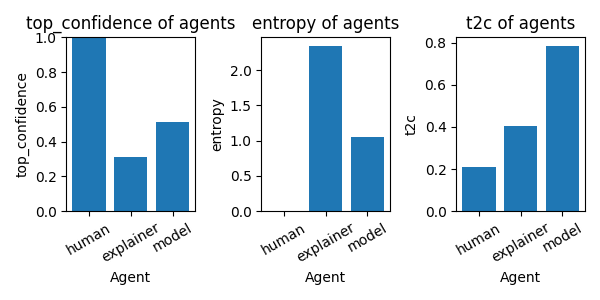 top_confidence of agents
top_confidence
1.0
0.8
0.6
0.4
0.2
0.0
human
explainer
model
Agent
entropy of agents
entropy
2.0
1.5
1.0
0.5
0.0
human
explainer
model
Agent
t2c of agents
t2c
0.8
0.6
0.4
0.2
0.0
human
explainer
model
Agent